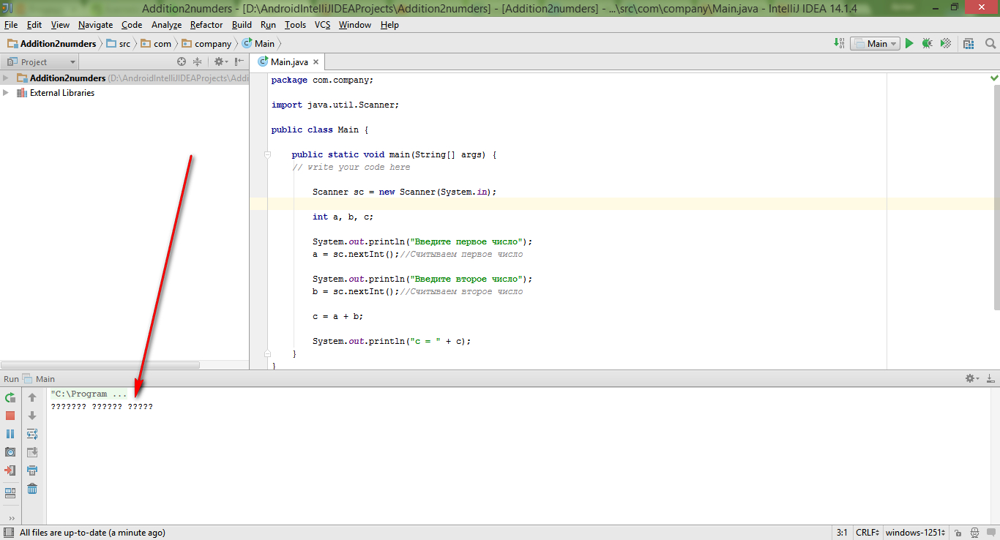 Addition2numders - [D:\AndroidIntelliJIDEAProjects\Addition2numders] - [Addition2numders] - ...\src\com\company\Main.java - IntelliJ IDEA 14.1.4
File Edit View Navigate Code Analyze Refactor Build Run Tools VCS Window Help
Addition2numders src com company Main Main
Project Main.java
Addition2numders (D:\AndroidIntelliJIDEAProjects\Addi
External Libraries
package com.company;
import java.util.Scanner;
public class Main {
public static void main(String[] args) {
// write your code here
Scanner sc = new Scanner(System.in);
int a, b, c;
System.out.println("Введите первое число");
a = sc.nextInt();//Считываем первое число
System.out.println("Введите второе число");
b = sc.nextInt();//Считываем второе число
c = a + b;
System.out.println("c = " + c);
}
}
Run Main
"C:\Program ...
??????? ?????? ?????
All files are up-to-date (a minute ago) 3:1 CRLF windows-1251